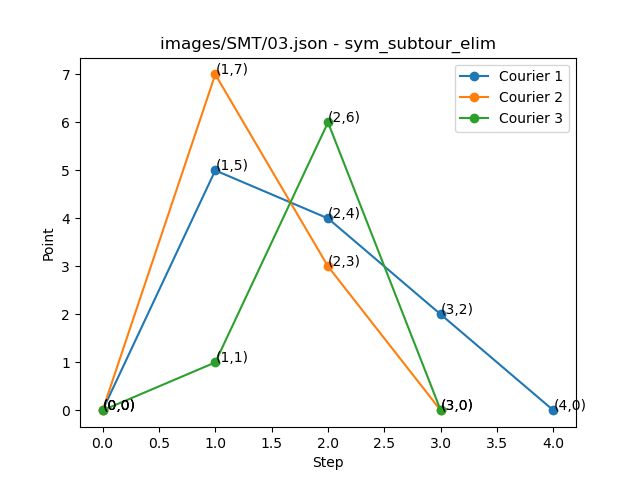 images/SMT/03.json - sym_subtour_elim
Courier 1
Courier 2
Courier 3
Point
7
6
5
4
3
2
1
0
(1,7)
(2,6)
(1,5)
(2,4)
(2,3)
(3,2)
(1,1)
(0,0)
(3,0)
(4,0)
0.0 0.5 1.0 1.5 2.0 2.5 3.0 3.5 4.0
Step